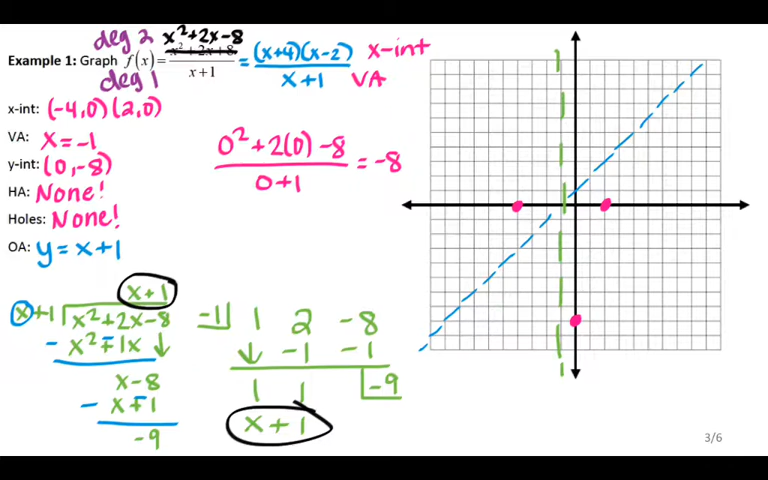 deg 2 x²+2x-8
Example 1: Graph f(x) = x²+2x+8 / x+1 = (x+4)(x-2) / x+1 x-int VA
deg 1
x-int: (-4,0) (2,0)
VA: x=-1
y-int: (0,-8)
0²+2(0)-8 / 0+1 = -8
HA: None!
Holes: None!
OA: y=x+1
x+1
x+1 x²+2x-8
- x²+1x ↓
x-8
- x+1
-9
-1 1 2 -8
↓ -1 -1
1 1 -9
x+1
3/6